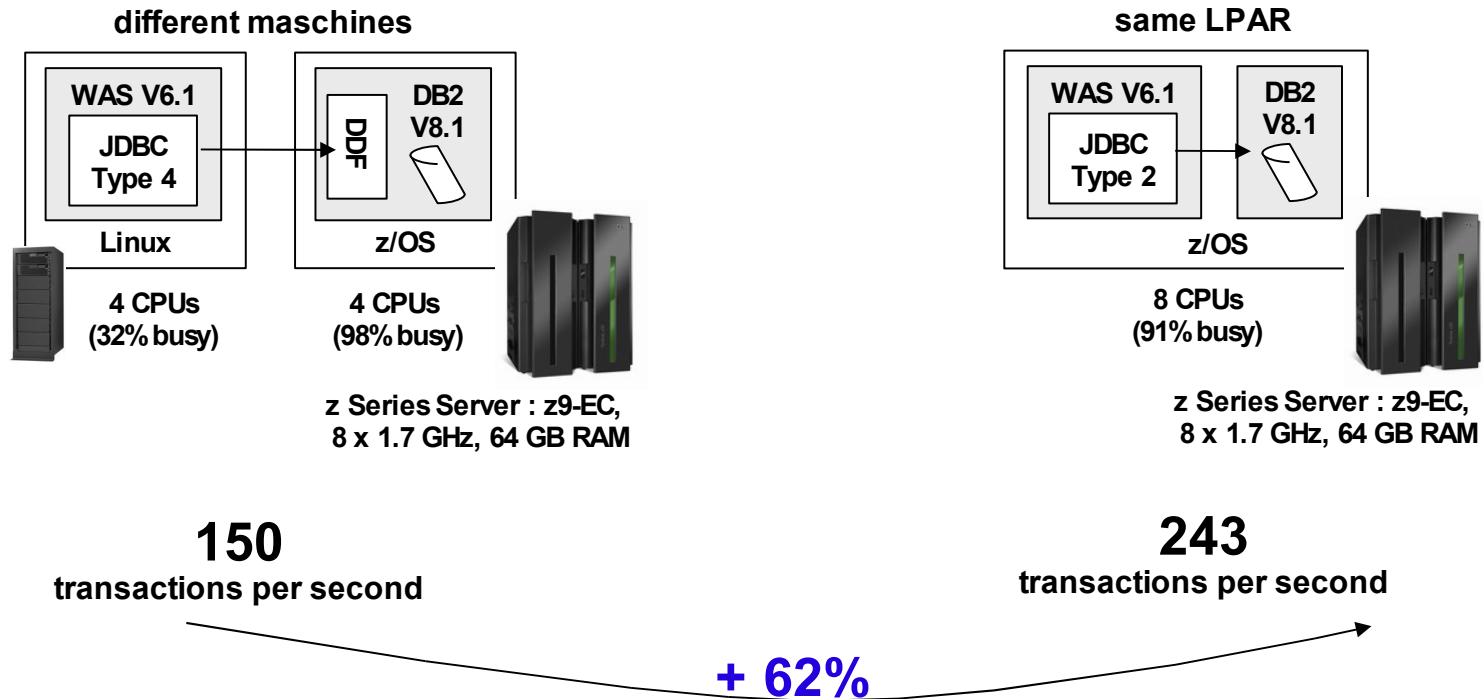 different maschines
WAS V6.1
JDBC
Type 4
Linux
4 CPUs
(32% busy)
DDF
DB2
V8.1
z/OS
4 CPUs
(98% busy)
z Series Server : z9-EC,
8 x 1.7 GHz, 64 GB RAM
150
transactions per second
same LPAR
WAS V6.1
JDBC
Type 2
DB2
V8.1
z/OS
8 CPUs
(91% busy)
z Series Server : z9-EC,
8 x 1.7 GHz, 64 GB RAM
243
transactions per second
+ 62%